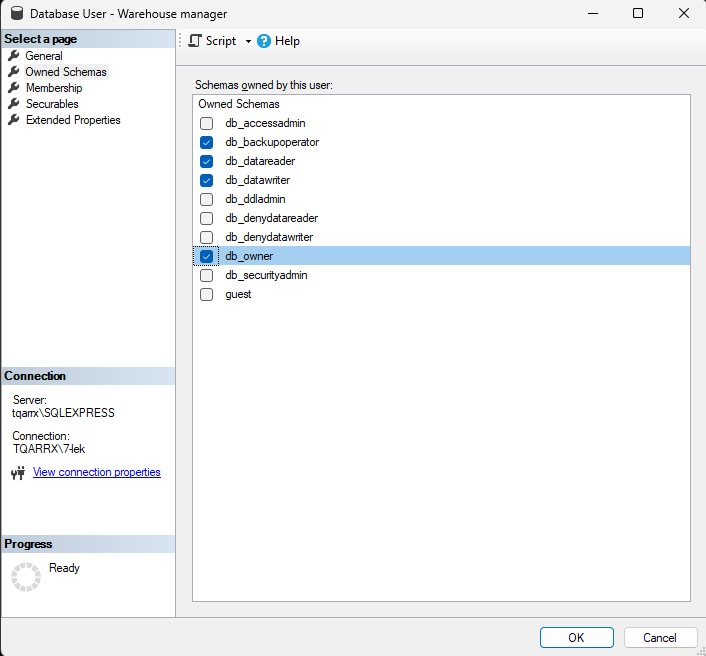 Database User - Warehouse manager
Select a page
General
Owned Schemas
Membership
Securables
Extended Properties
Script
Help
Schemas owned by this user:
Owned Schemas
db_accessadmin
db_backupoperator
db_datareader
db_datawriter
db_ddladmin
db_denydatareader
db_denydatawriter
db_owner
db_securityadmin
guest
Connection
Server:
tqarrx\SQLEXPRESS
Connection:
TQARRX\7-lek
View connection properties
Progress
Ready
OK
Cancel